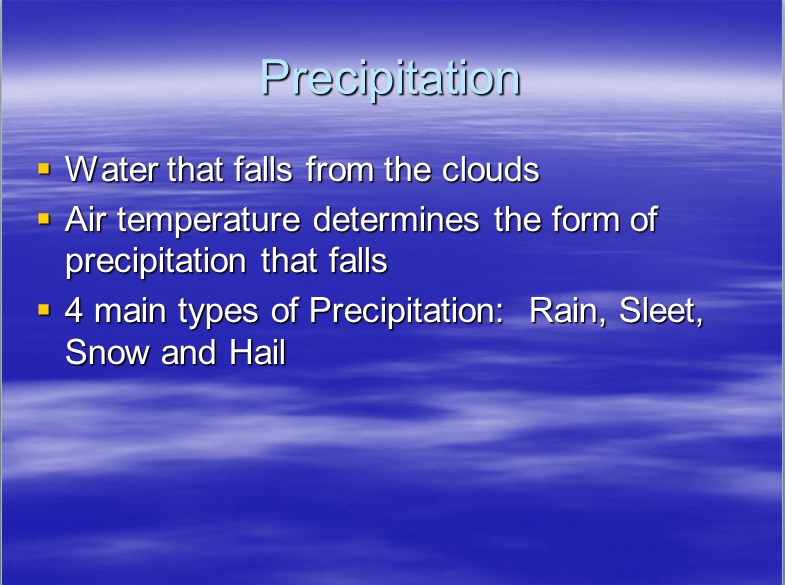 Precipitation
Water that falls from the clouds
Air temperature determines the form of
precipitation that falls
4 main types of Precipitation:  Rain, Sleet,
Snow and Hail